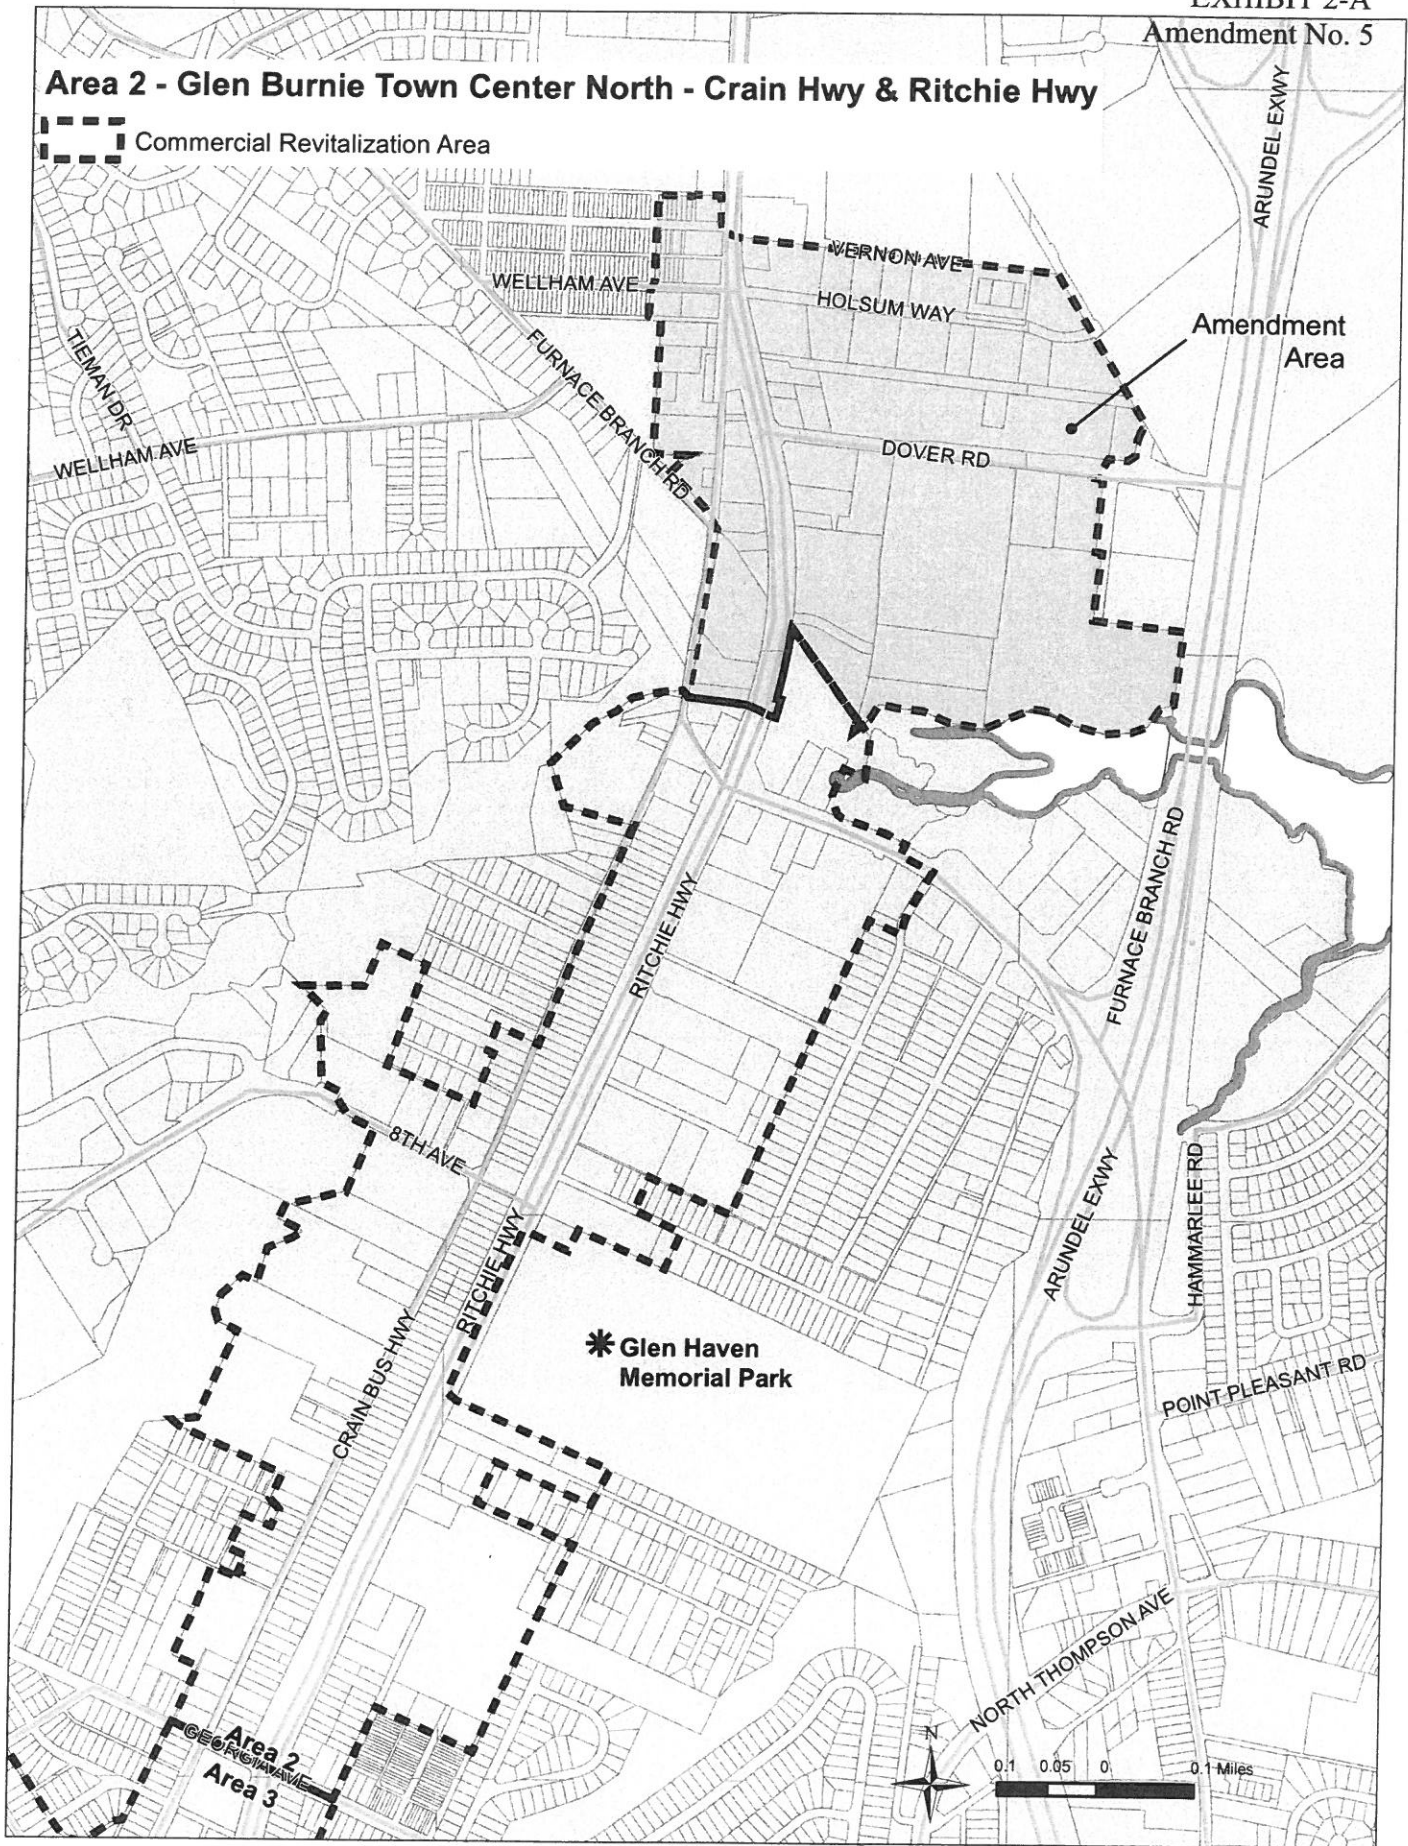 EXHIBIT 2-A
Amendment No. 5
Area 2 - Glen Burnie Town Center North - Crain Hwy & Ritchie Hwy
Commercial Revitalization Area
ARUNDEL EXWY
VERNON AVE
WELLHAM AVE
HOLSUM WAY
Amendment
Area
TIEMAN DR
FURNACE BRANCH RD
WELLHAM AVE
DOVER RD
RITCHIE HWY
FURNACE BRANCH RD
8TH AVE
ARUNDEL EXWY
HAMMARLEE RD
RITCHIE HWY
Glen Haven
Memorial Park
CRAIN BUS HWY
POINT PLEASANT RD
NORTH THOMPSON AVE
Area 2
GEORGIA AVE
Area 3
N
0.1 0.05 0 0.1 Miles